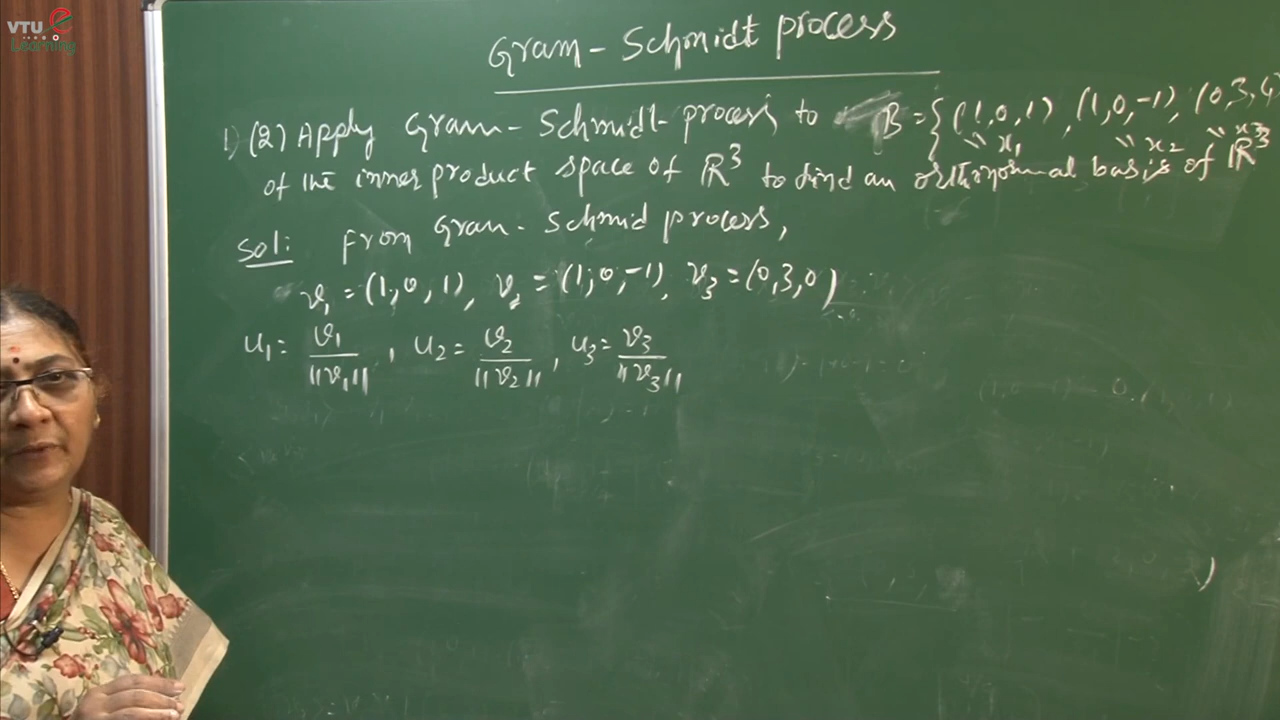 VTU e
Learning
Gram - Schmidt process
1) (2) Apply Gram - Schmidt process to B = {(1,0,1), (1,0,-1), (0,3,4)
" x1 " x2 " x3
of the inner product space of ℝ^3 to find an orthonormal basis of ℝ^3
Sol: From Gram - Schmid process,
v1 = (1,0,1), v2 = (1,0,-1), v3 = (0,3,0)
u1 = v1/||v1||, u2 = v2/||v2||, u3 = v3/||v3||